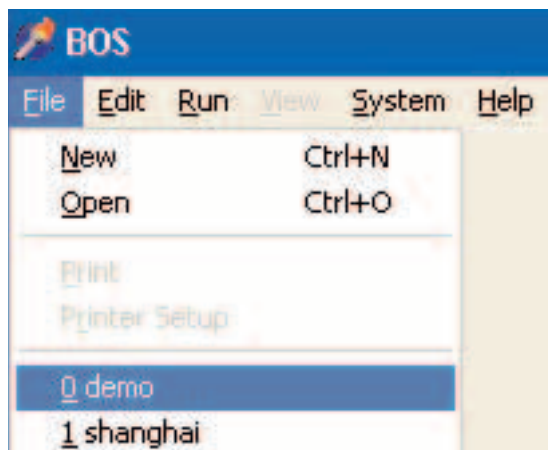 BOS
File Edit Run View System Help
New Ctrl+N
Open Ctrl+O
Print
Printer Setup
0 demo
1 shanghai